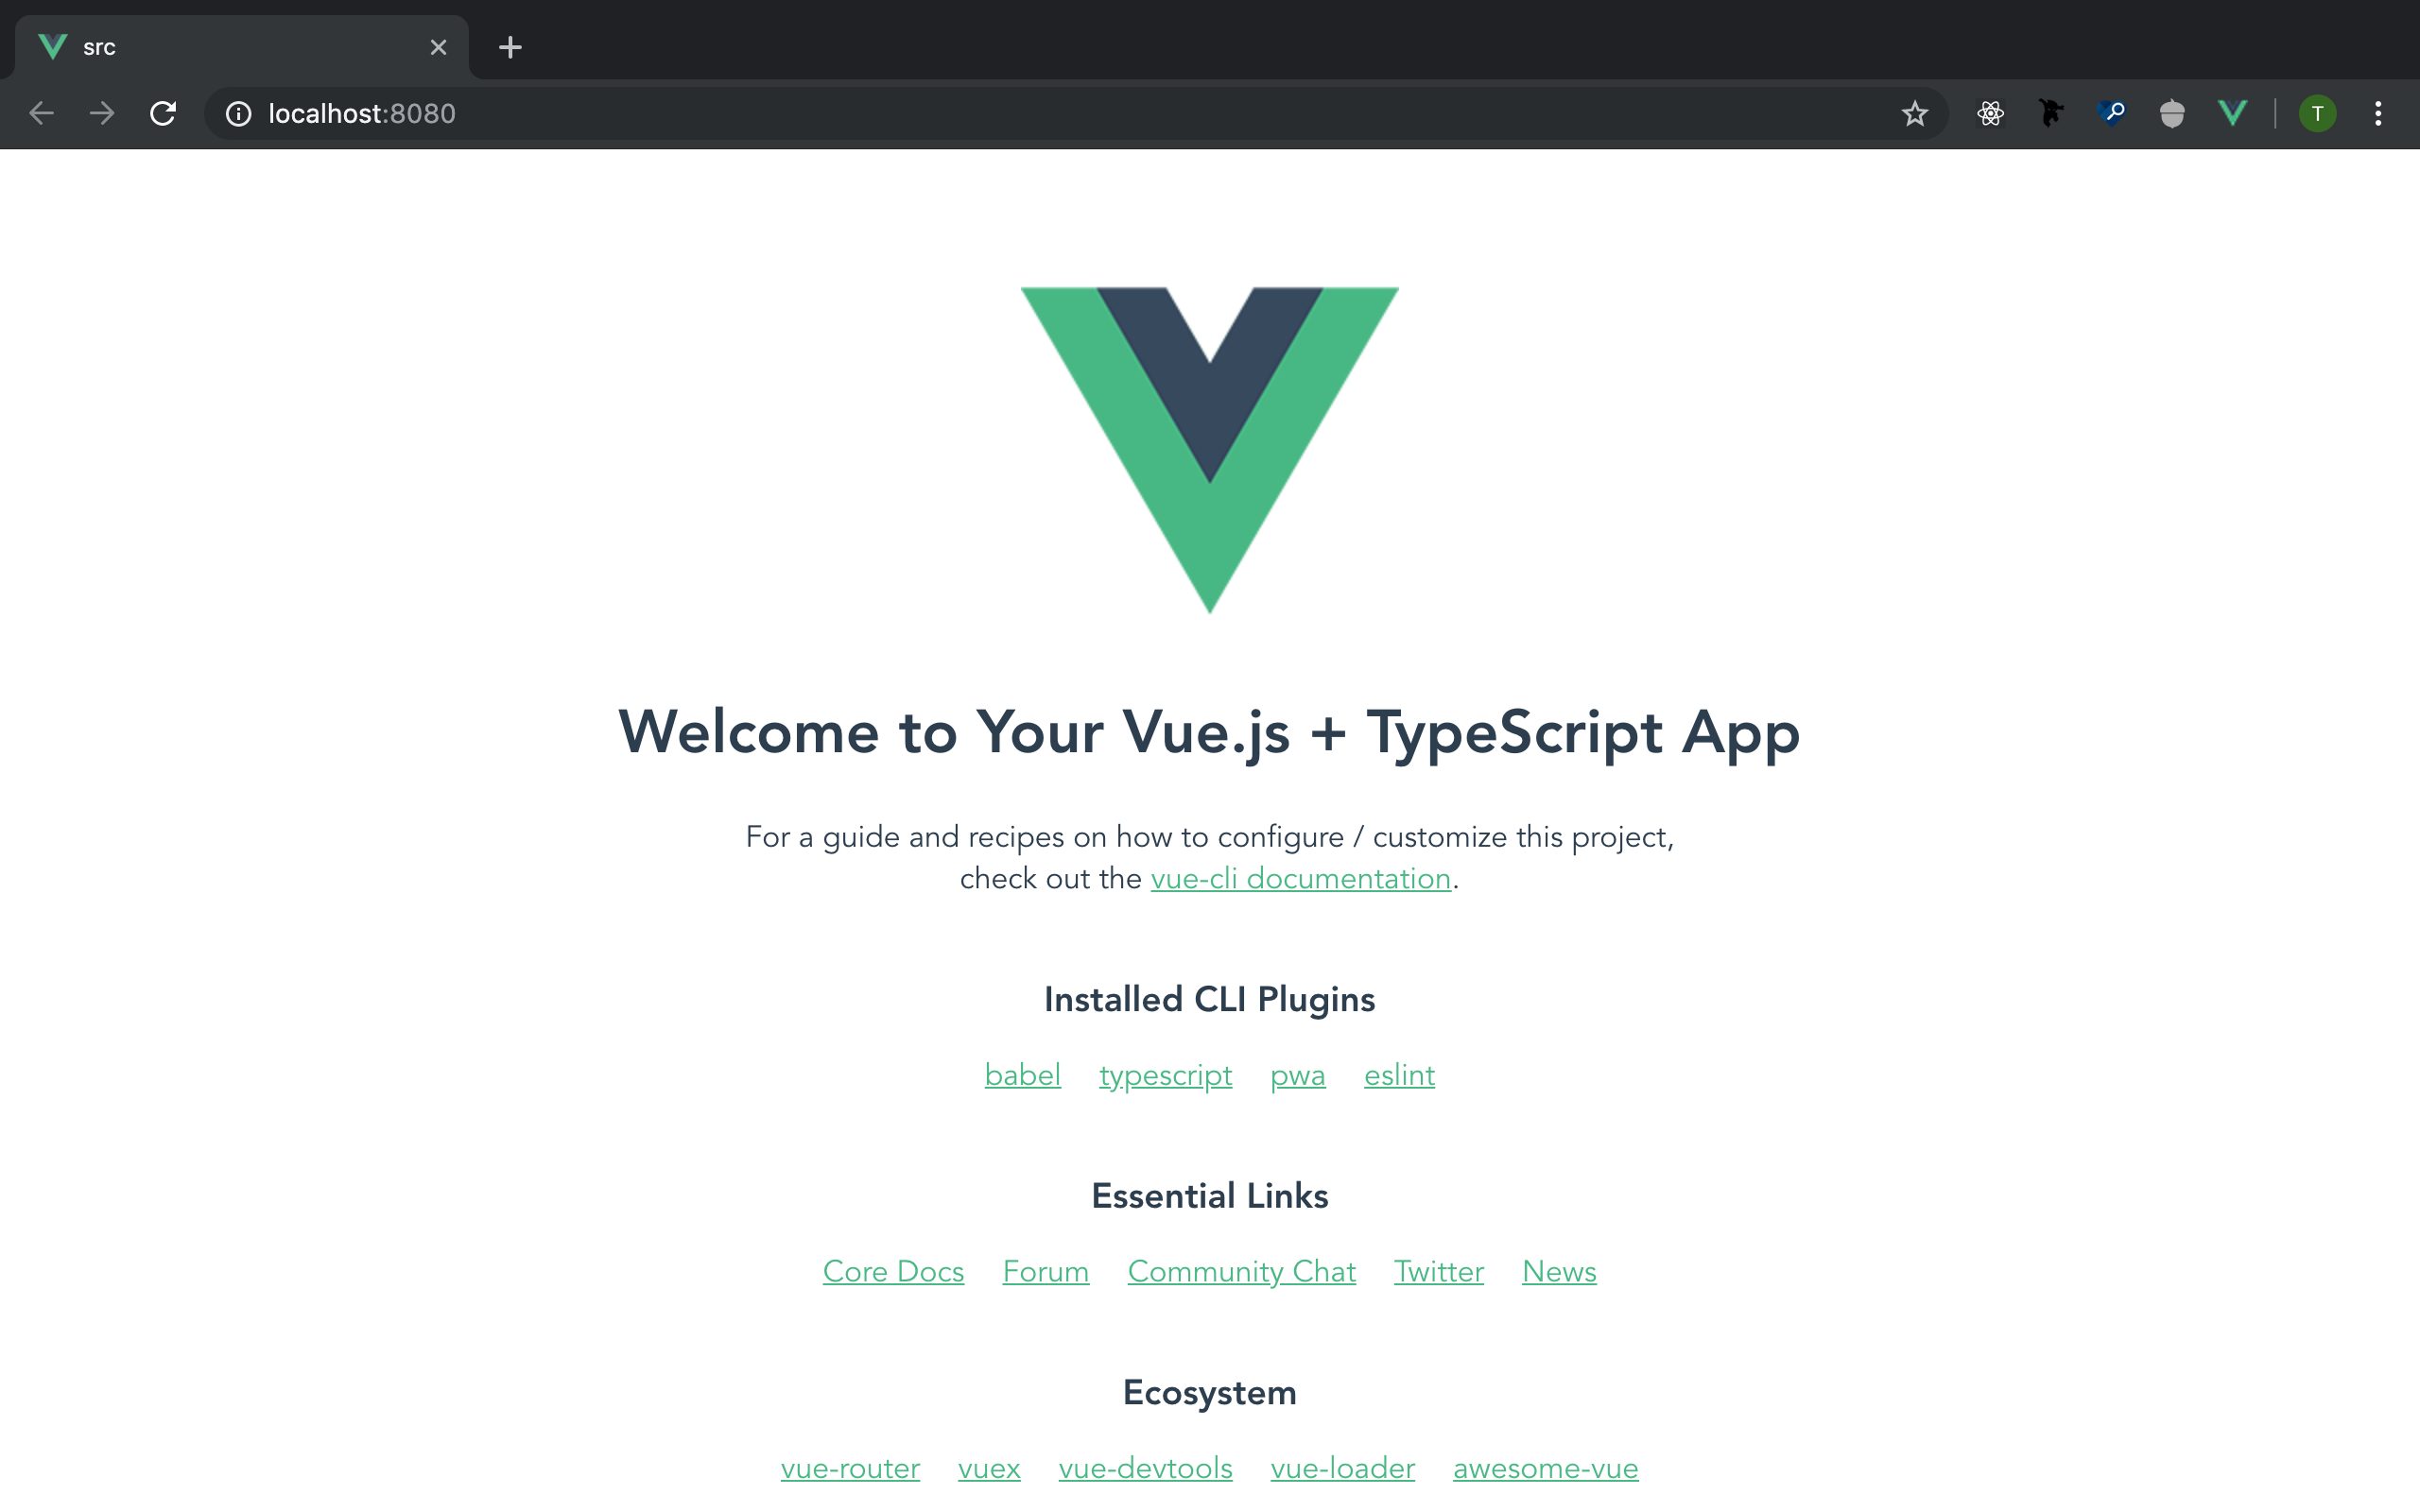 src
localhost:8080
T
Welcome to Your Vue.js + TypeScript App
For a guide and recipes on how to configure / customize this project,
check out the vue-cli documentation.
Installed CLI Plugins
babel typescript pwa eslint
Essential Links
Core Docs Forum Community Chat Twitter News
Ecosystem
vue-router vuex vue-devtools vue-loader awesome-vue